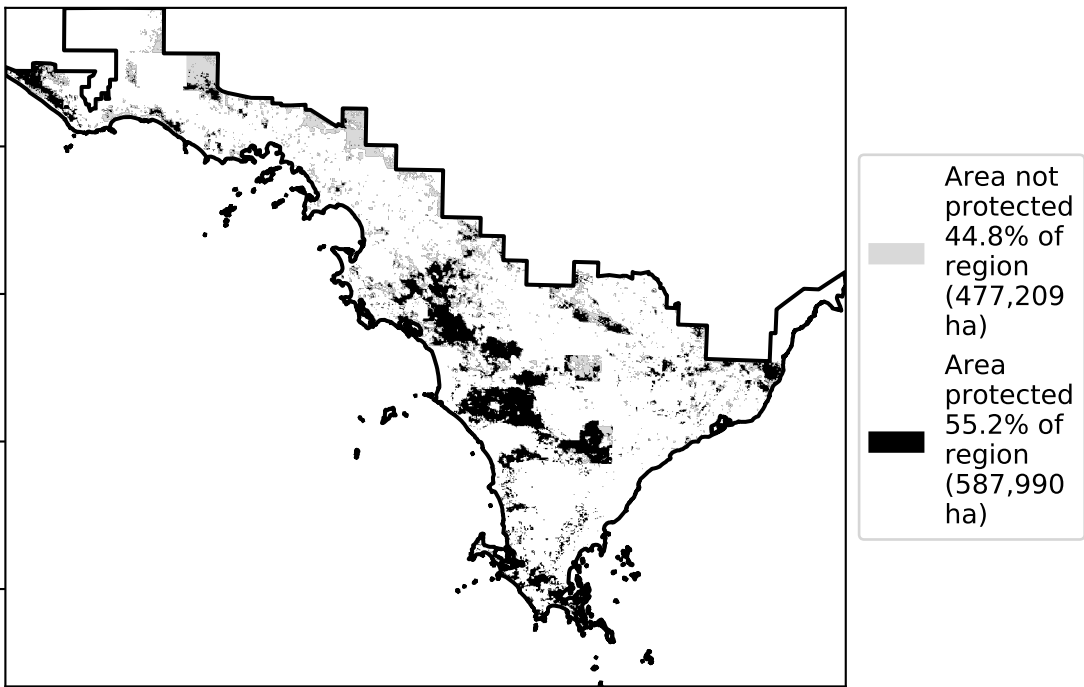 Area not
protected
44.8% of
region
(477,209
ha)
Area
protected
55.2% of
region
(587,990
ha)